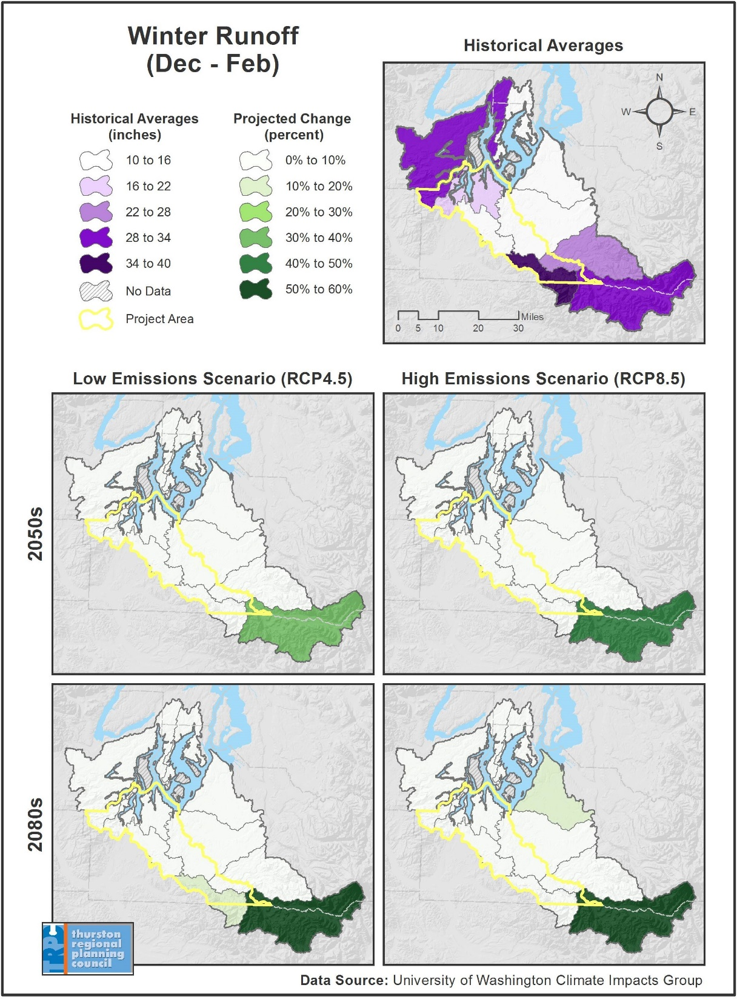 Winter Runoff
(Dec - Feb)
Historical Averages
(inches)
10 to 16
16 to 22
22 to 28
28 to 34
34 to 40
No Data
Project Area
Projected Change
(percent)
0% to 10%
10% to 20%
20% to 30%
30% to 40%
40% to 50%
50% to 60%
Historical Averages
N
W E
S
Miles
0 5 10 20 30
Low Emissions Scenario (RCP4.5)
High Emissions Scenario (RCP8.5)
2050s
2080s
TRPC
thurston
regional
planning
council
Data Source: University of Washington Climate Impacts Group